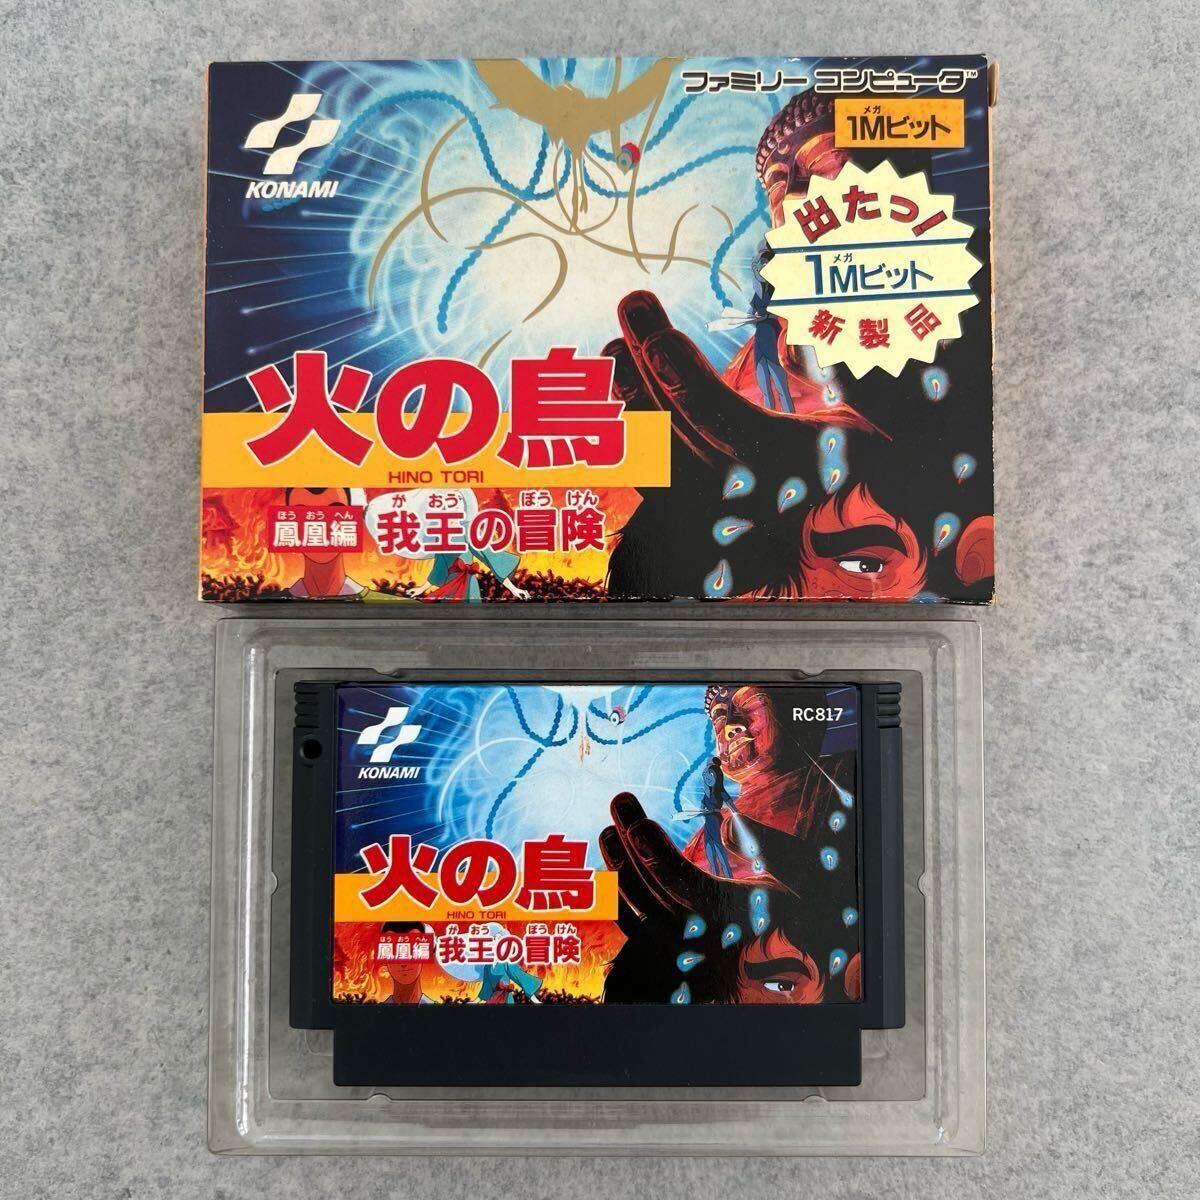 ファミリー コンピュータ™
メガ
1Mビット
KONAMI
出たっ!
メガ
1Mビット
新製品
火の鳥
HINO TORI
ほう おう へん
鳳凰編
が おう ぼう けん
我王の冒険
RC817
KONAMI
火の鳥
HINO TORI
ほう おう へん
鳳凰編
が おう ぼう けん
我王の冒険